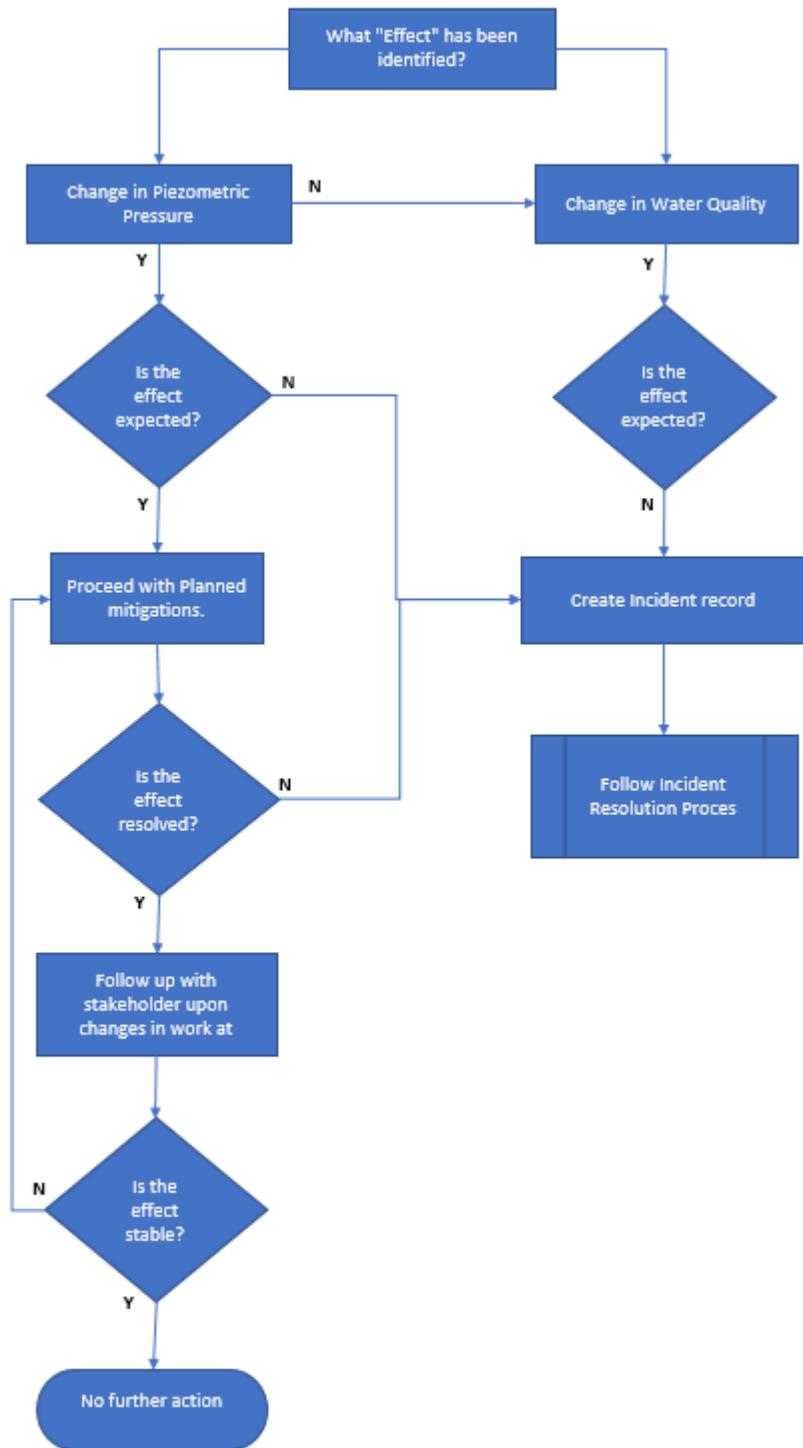 What "Effect" has been
identified?
Change in Piezometric
Pressure
N
Change in Water Quality
Y
Y
Is the
effect
expected?
N
Is the
effect
expected?
Y
N
Proceed with Planned
mitigations.
Create Incident record
Is the
effect
resolved?
N
Follow Incident
Resolution Proces
Y
Follow up with
stakeholder upon
changes in work at
N
Is the
effect
stable?
Y
No further action